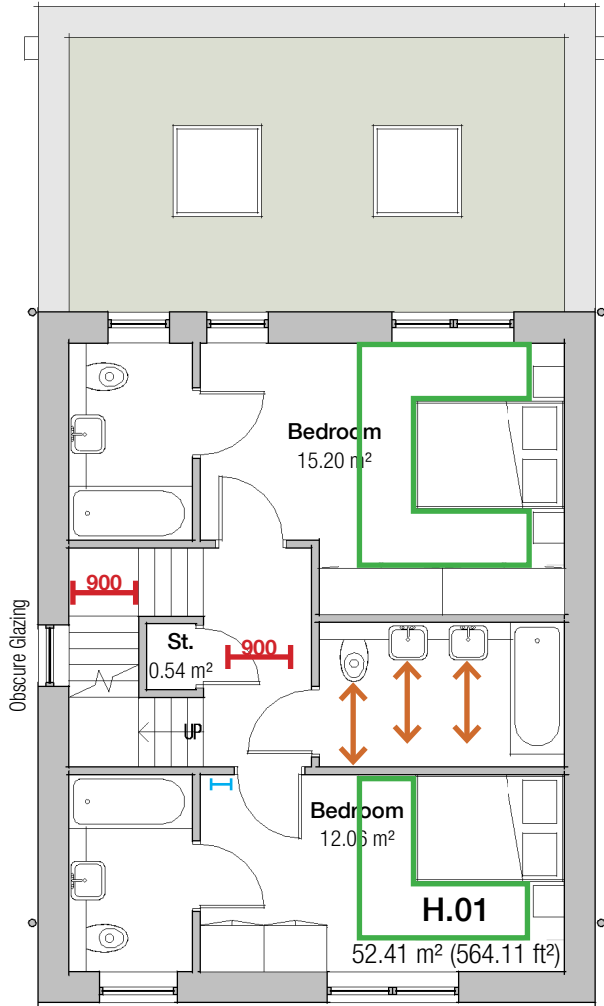 Bedroom
15.20 m²
900
Obscure Glazing
St.
0.54 m²
900
UP
Bedroom
12.06 m²
H.01
52.41 m² (564.11 ft²)